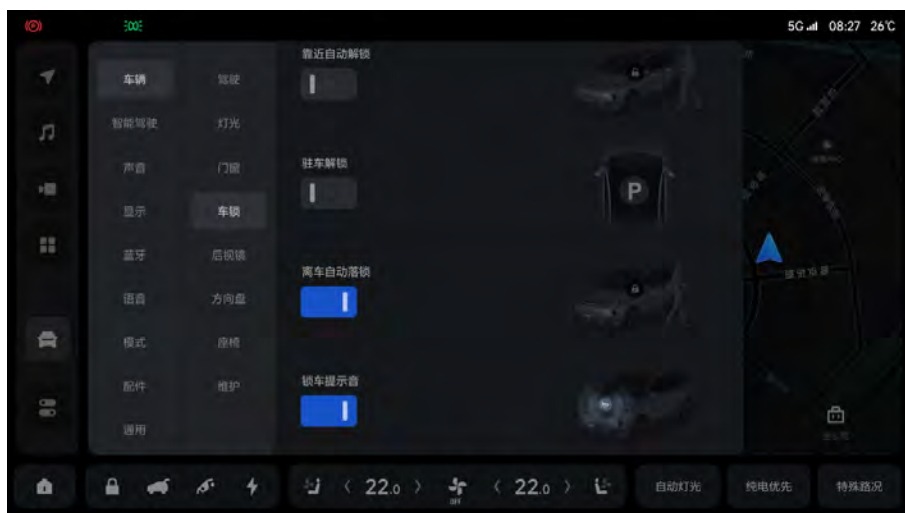 5G 08:27 26℃
车辆
智能驾驶
声音
显示
蓝牙
语音
模式
配件
通用
驾驶
灯光
门窗
车锁
后视镜
方向盘
座椅
维护
靠近自动解锁
驻车解锁
P
离车自动落锁
锁车提示音
22.0
OFF
22.0
自动灯光
纯电优先
特殊路况